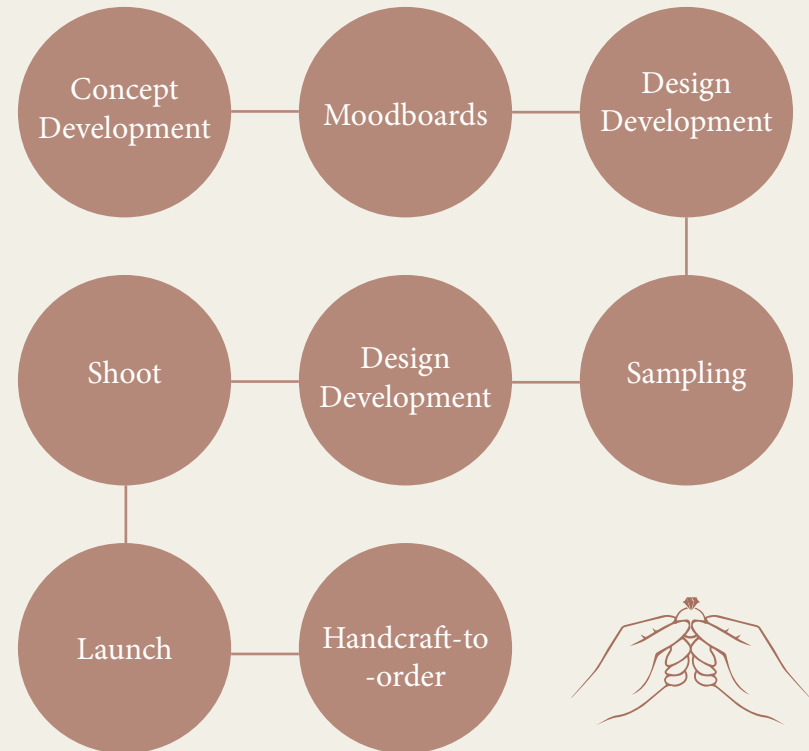 Concept
Development
Moodboards
Design
Development
Shoot
Design
Development
Sampling
Launch
Handcraft-to
-order